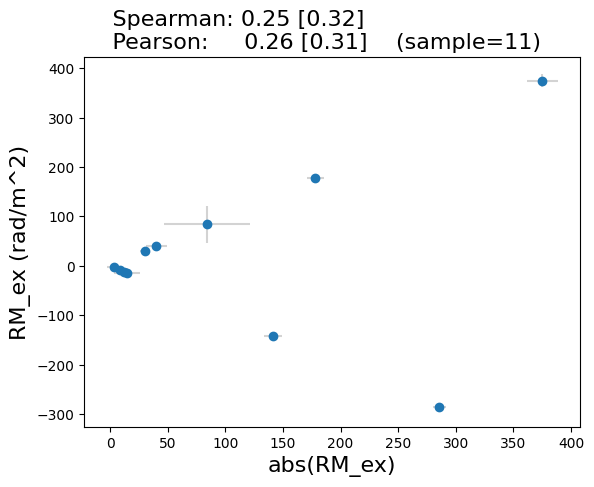 Spearman: 0.25 [0.32]
Pearson: 0.26 [0.31] (sample=11)
400
300
200
100
0
−100
−200
−300
RM_ex (rad/m^2)
0 50 100 150 200 250 300 350 400
abs(RM_ex)